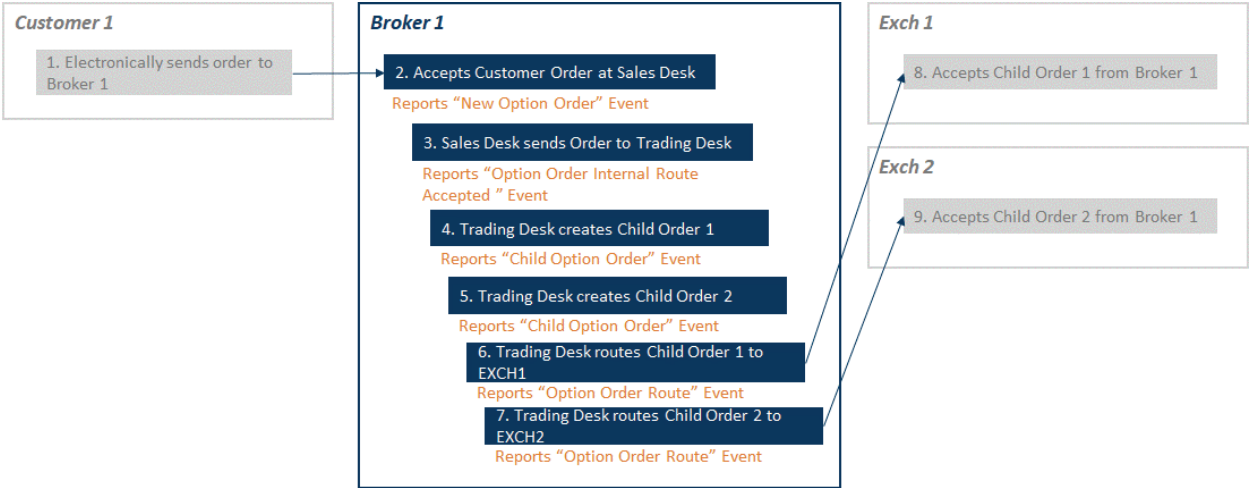 Customer 1
1. Electronically sends order to
Broker 1
Broker 1
2. Accepts Customer Order at Sales Desk
Reports “New Option Order” Event
3. Sales Desk sends Order to Trading Desk
Reports “Option Order Internal Route
Accepted ” Event
4. Trading Desk creates Child Order 1
Reports “Child Option Order” Event
5. Trading Desk creates Child Order 2
Reports “Child Option Order” Event
6. Trading Desk routes Child Order 1 to
EXCH1
Reports “Option Order Route” Event
7. Trading Desk routes Child Order 2 to
EXCH2
Reports “Option Order Route” Event
Exch 1
8. Accepts Child Order 1 from Broker 1
Exch 2
9. Accepts Child Order 2 from Broker 1